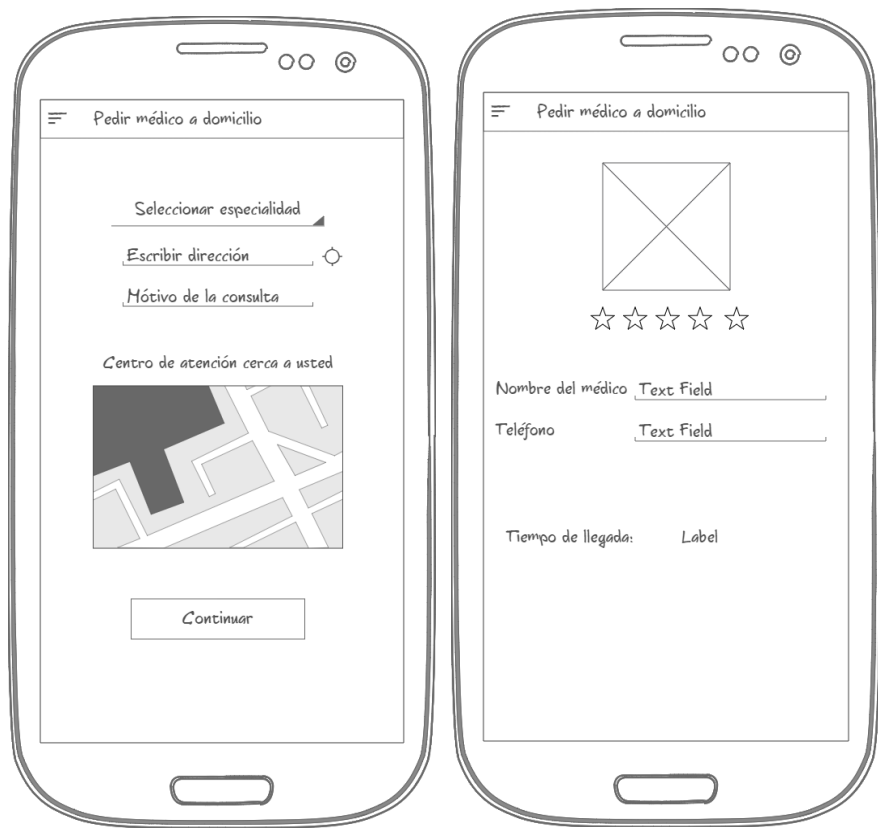 Pedir médico a domicilio
Seleccionar especialidad
Escribir dirección
Mótivo de la consulta
Centro de atención cerca a usted
Continuar
Pedir médico a domicilio
Nombre del médico Text Field
Teléfono Text Field
Tiempo de llegada: Label